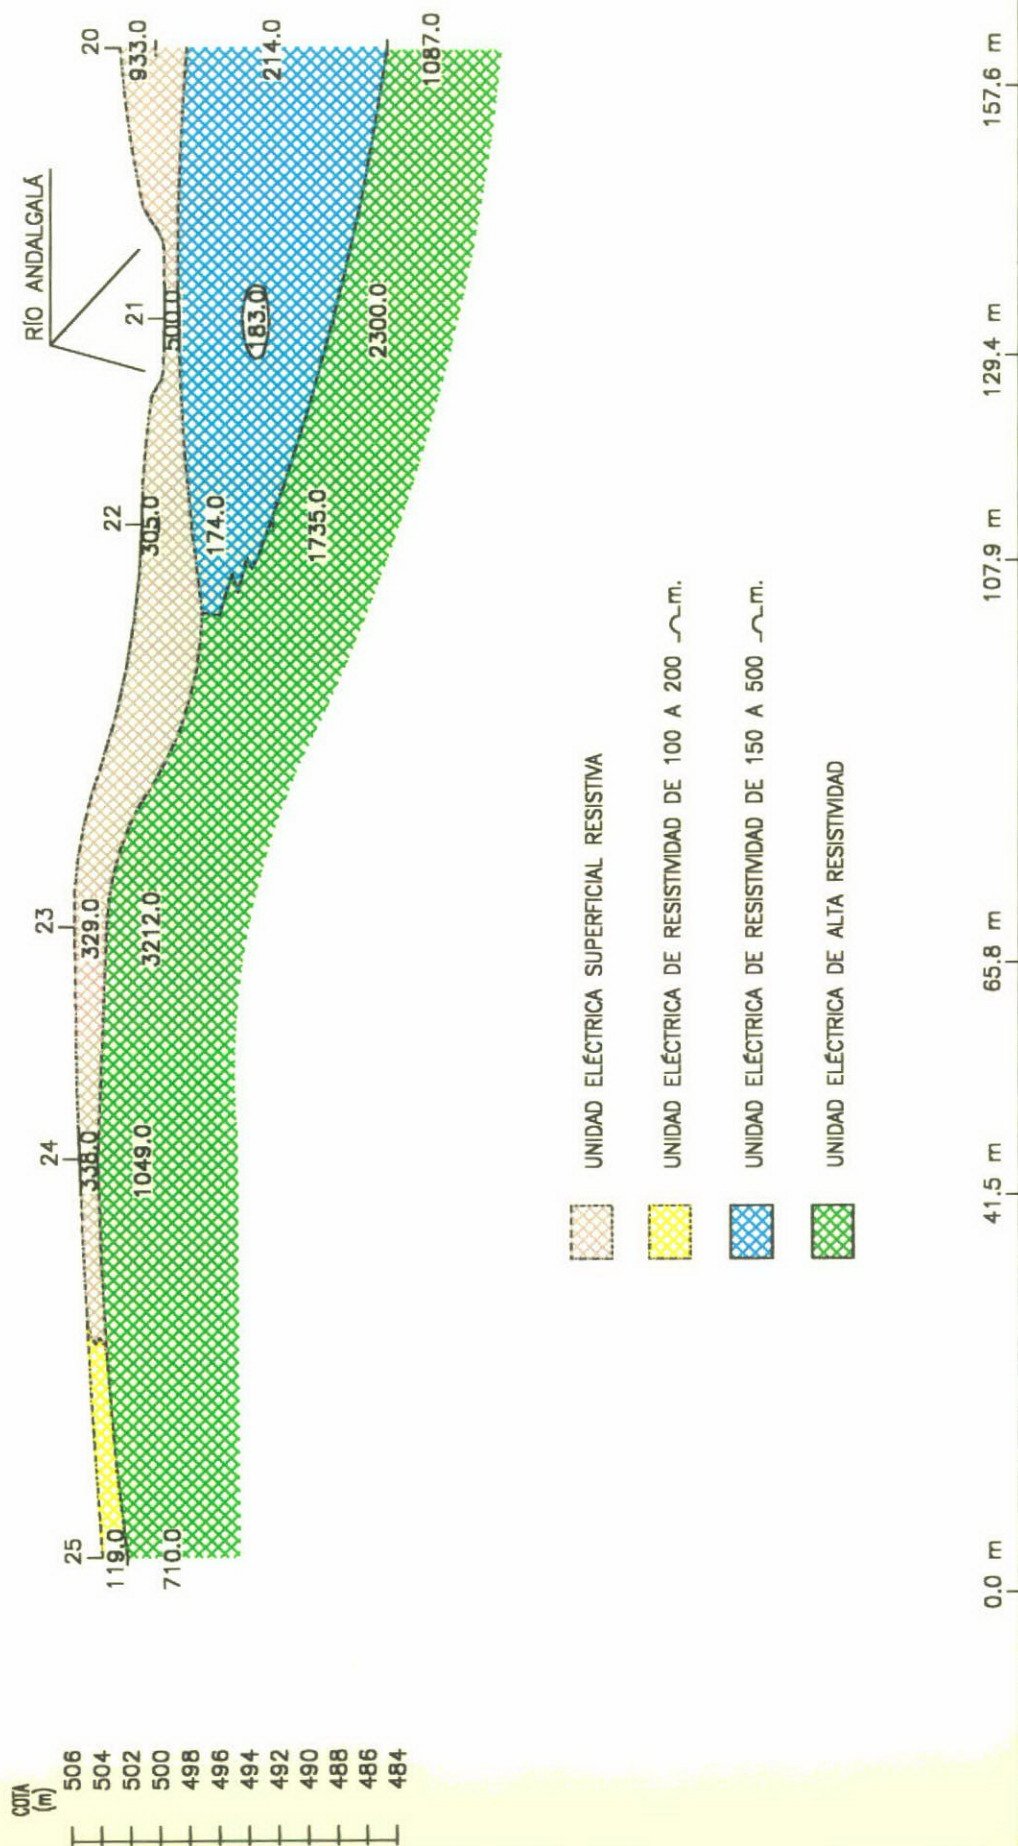 COTA
(m)
506
504
502
500
498
496
494
492
490
488
486
484
25
24
23
22
21
20
RÍO ANDALGALÁ
119.0
338.0
329.0
305.0
500.0
933.0
710.0
1049.0
3212.0
174.0
183.0
214.0
1735.0
2300.0
1087.0
UNIDAD ELÉCTRICA SUPERFICIAL RESISTIVA
UNIDAD ELÉCTRICA DE RESISTIVIDAD DE 100 A 200 m.
UNIDAD ELÉCTRICA DE RESISTIVIDAD DE 150 A 500 m.
UNIDAD ELÉCTRICA DE ALTA RESISTIVIDAD
0.0 m
41.5 m
65.8 m
107.9 m
129.4 m
157.6 m